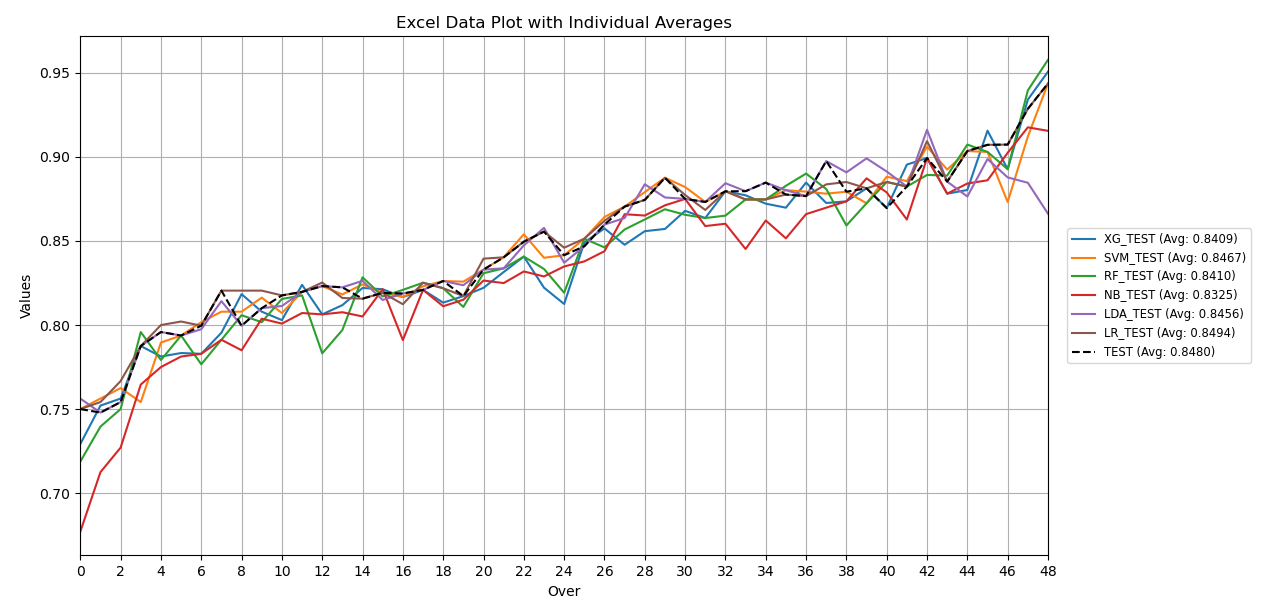 Excel Data Plot with Individual Averages
Values
0.95
0.90
0.85
0.80
0.75
0.70
0 2 4 6 8 10 12 14 16 18 20 22 24 26 28 30 32 34 36 38 40 42 44 46 48
Over
XG_TEST (Avg: 0.8409)
SVM_TEST (Avg: 0.8467)
RF_TEST (Avg: 0.8410)
NB_TEST (Avg: 0.8325)
LDA_TEST (Avg: 0.8456)
LR_TEST (Avg: 0.8494)
TEST (Avg: 0.8480)